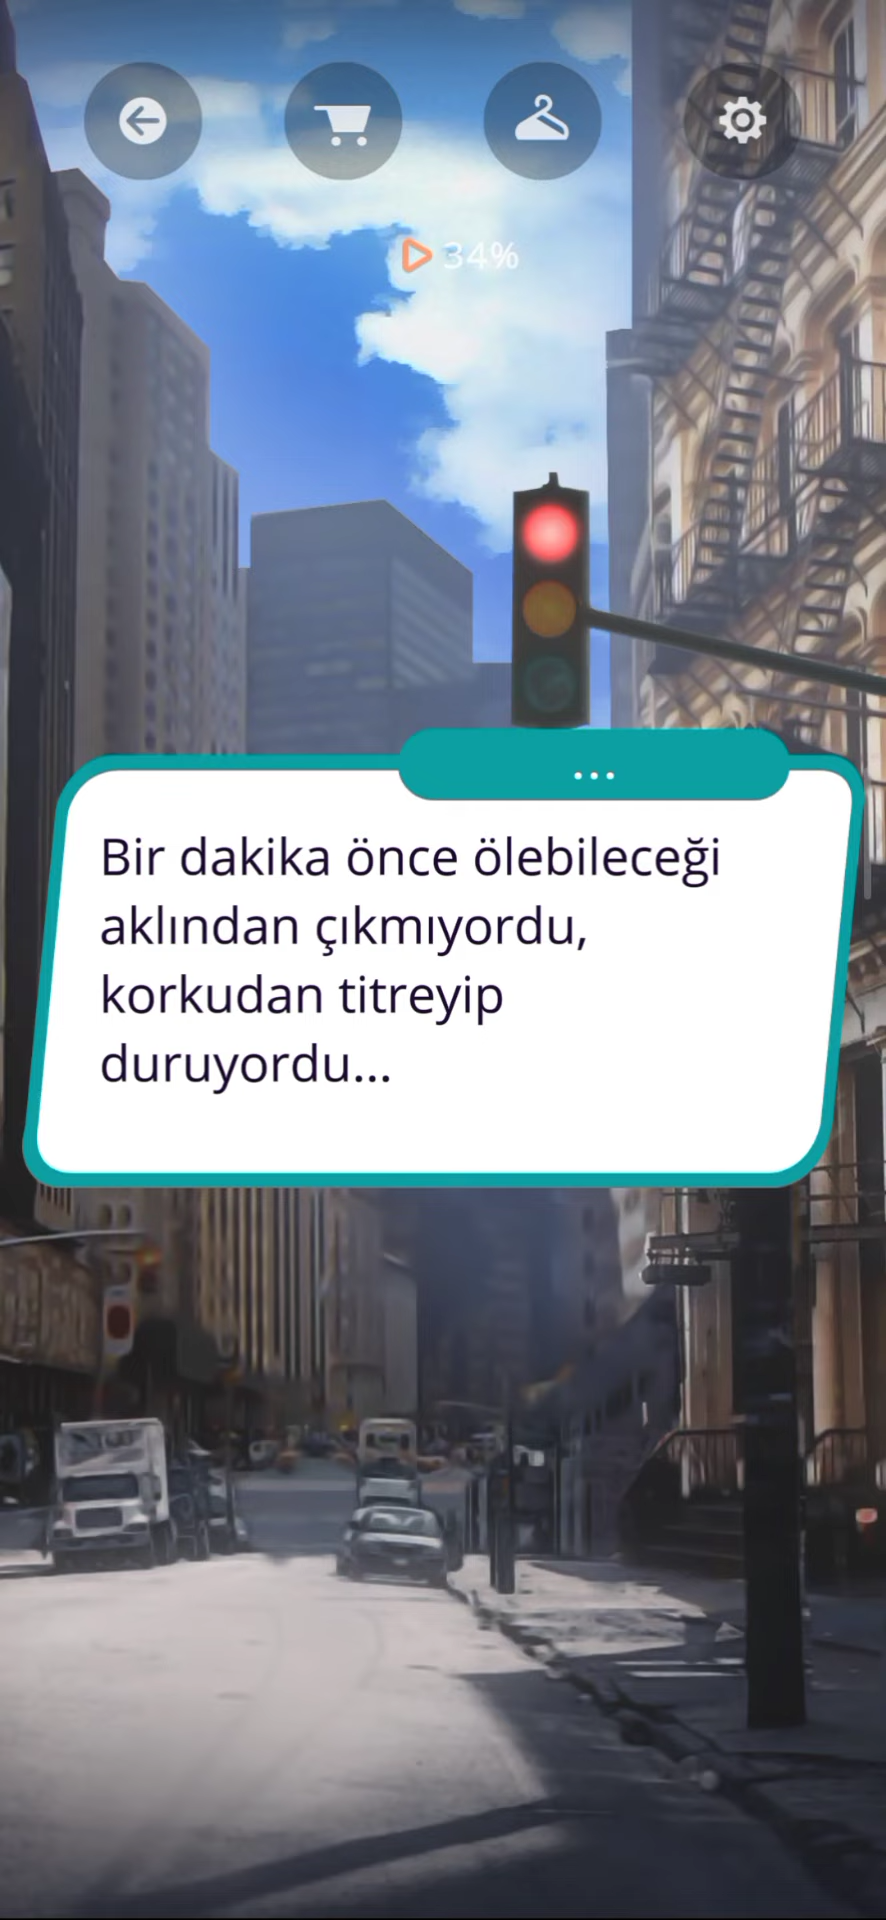 34%
...
Bir dakika önce ölebileceği
aklından çıkmıyordu,
korkudan titreyip
duruyordu...